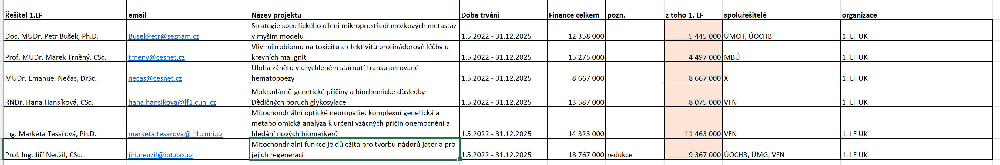 Řešitel 1.LF email Název projektu Doba trvání Finance celkem pozn. z toho 1. LF spoluřešitelé organizace
Strategie specifického cílení mikroprostředí mozkových metastáz
Doc. MUDr. Petr Bušek, Ph.D. BusekPetr@seznam.cz v myším modelu 1.5.2022 - 31.12.2025 12 358 000 5 445 000 ÚMCH, ÚOCHB 1. LF UK
Vliv mikrobiomu na toxicitu a efektivitu protinádorové léčby u
Prof. MUDr. Marek Trněný, CSc. trneny@cesnet.cz krevních malignit 1.5.2022 - 31.12.2025 15 275 000 4 497 000 MBÚ 1. LF UK
Úloha zánětu v urychleném stárnutí transplantované
MUDr. Emanuel Nečas, DrSc. necas@cesnet.cz hematopoezy 1.5.2022 - 31.12.2025 8 667 000 8 667 000 X 1. LF UK
Molekulárně-genetické příčiny a biochemické důsledky
RNDr. Hana Hansíková, CSc. hana.hansikova@lf1.cuni.cz Dědičných poruch glykosylace 1.5.2022 - 31.12.2025 13 587 000 8 075 000 VFN 1. LF UK
Mitochondriální optické neuropatie: komplexní genetická a
metabolomická analýza k určení vzácných příčin onemocnění a
Ing. Markéta Tesařová, Ph.D. marketa.tesarova@lf1.cuni.cz hledání nových biomarkerů 1.5.2022 - 31.12.2025 14 323 000 11 463 000 VFN 1. LF UK
Mitochondriální funkce je důležitá pro tvorbu nádorů jater a pro
Prof. Ing. Jiří Neužil, CSc. jiri.neuzil@ibt.cas.cz jejich regeneraci 1.5.2022 - 31.12.2025 18 767 000 redukce 9 367 000 ÚOCHB, ÚMG, VFN 1. LF UK